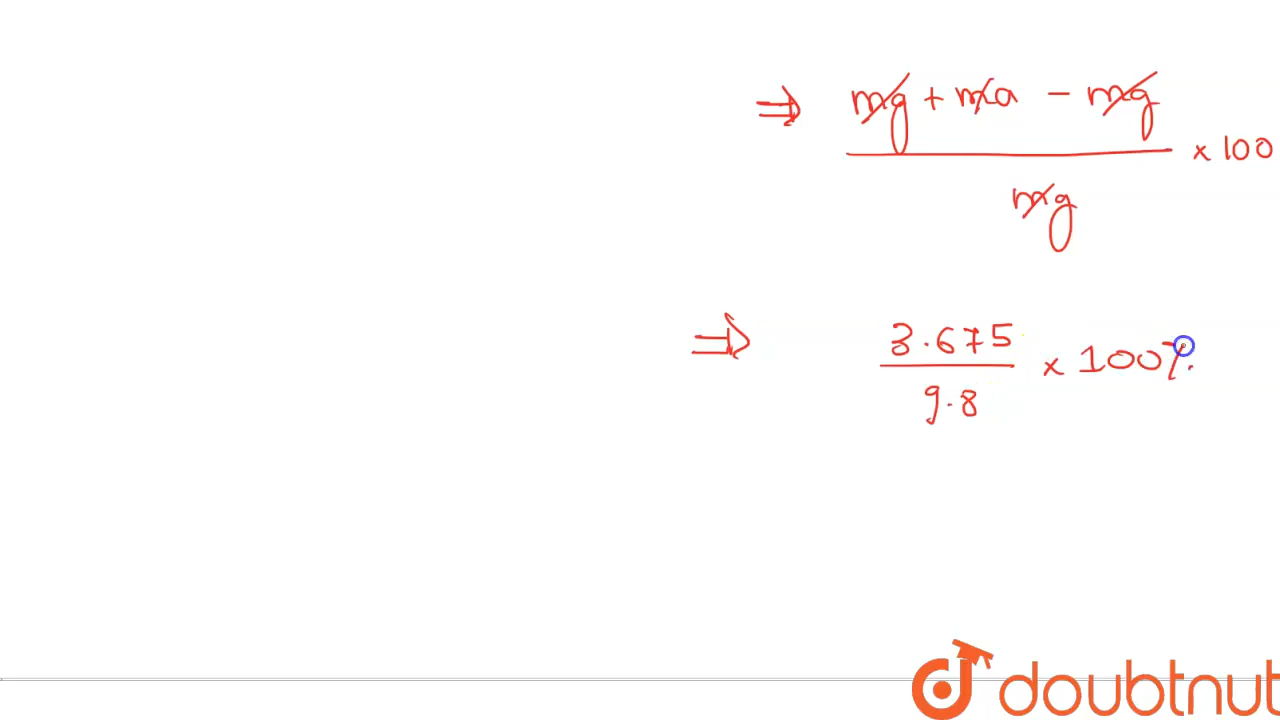 ⇒ mg + ma - mg
x 100
mg
⇒ 3.675
9.8 x 100%
doubtnut